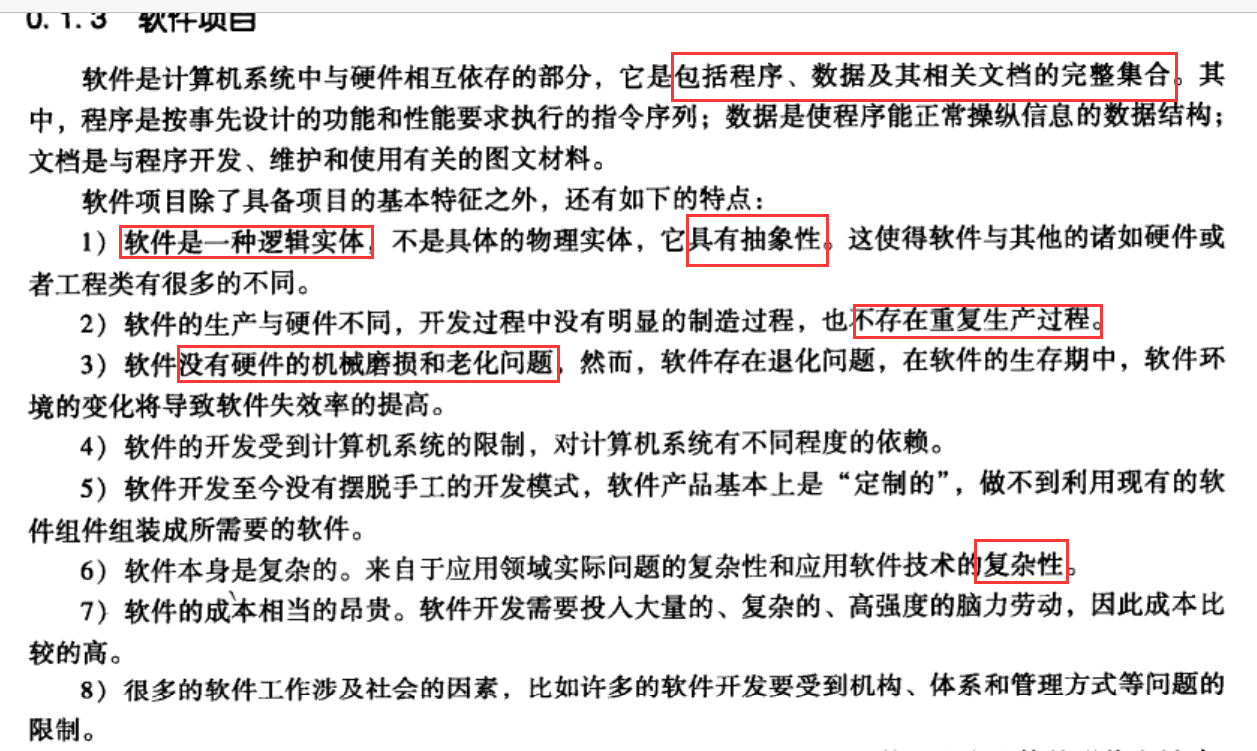 0.1.3 软件项目
软件是计算机系统中与硬件相互依存的部分，它是包括程序、数据及其相关文档的完整集合。其
中，程序是按事先设计的功能和性能要求执行的指令序列；数据是使程序能正常操纵信息的数据结构；
文档是与程序开发、维护和使用有关的图文材料。
软件项目除了具备项目的基本特征之外，还有如下的特点：
1）软件是一种逻辑实体，不是具体的物理实体，它具有抽象性。这使得软件与其他的诸如硬件或
者工程类有很多的不同。
2）软件的生产与硬件不同，开发过程中没有明显的制造过程，也不存在重复生产过程。
3）软件没有硬件的机械磨损和老化问题，然而，软件存在退化问题，在软件的生存期中，软件环
境的变化将导致软件失效率的提高。
4）软件的开发受到计算机系统的限制，对计算机系统有不同程度的依赖。
5）软件开发至今没有摆脱手工的开发模式，软件产品基本上是“定制的”，做不到利用现有的软
件组件组装成所需要的软件。
6）软件本身是复杂的。来自于应用领域实际问题的复杂性和应用软件技术的复杂性。
7）软件的成本相当的昂贵。软件开发需要投入大量的、复杂的、高强度的脑力劳动，因此成本比
较的高。
8）很多的软件工作涉及社会的因素，比如许多的软件开发要受到机构、体系和管理方式等问题的
限制。